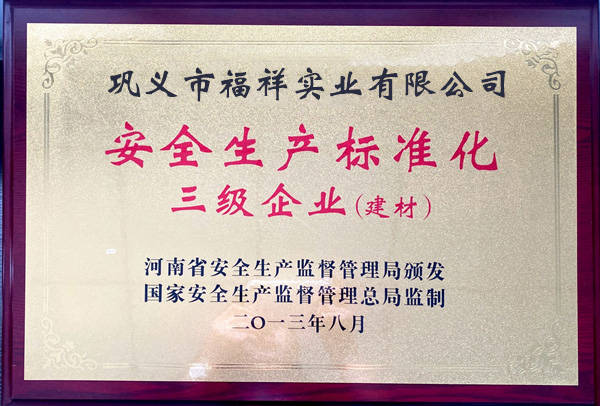 巩义市福祥实业有限公司
安全生产标准化
三级企业(建材)
河南省安全生产监督管理局颁发
国家安全生产监督管理总局监制
二〇一三年八月